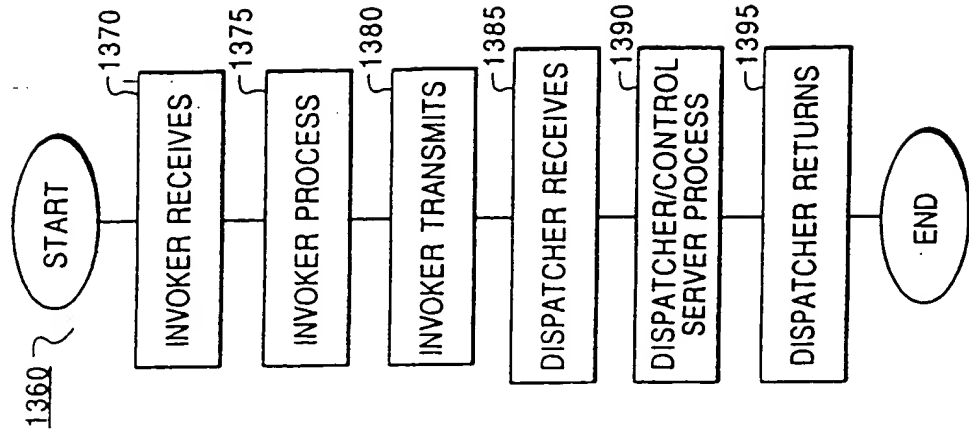 1360
START
1370
INVOKER RECEIVES
1375
INVOKER PROCESS
1380
INVOKER TRANSMITS
1385
DISPATCHER RECEIVES
1390
DISPATCHER/CONTROL
SERVER PROCESS
1395
DISPATCHER RETURNS
END